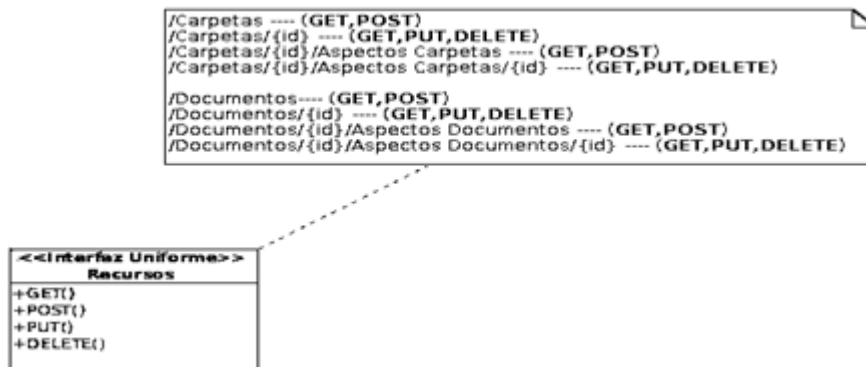 /Carpetas ---- (GET,POST)
/Carpetas/{id} ---- (GET,PUT,DELETE)
/Carpetas/{id}/Aspectos Carpetas ---- (GET,POST)
/Carpetas/{id}/Aspectos Carpetas/{id} ---- (GET,PUT,DELETE)
/Documentos---- (GET,POST)
/Documentos/{id} ---- (GET,PUT,DELETE)
/Documentos/{id}/Aspectos Documentos ---- (GET,POST)
/Documentos/{id}/Aspectos Documentos/{id} ---- (GET,PUT,DELETE)
<<Interfaz Uniforme>>
Recursos
+GET()
+POST()
+PUT()
+DELETE()